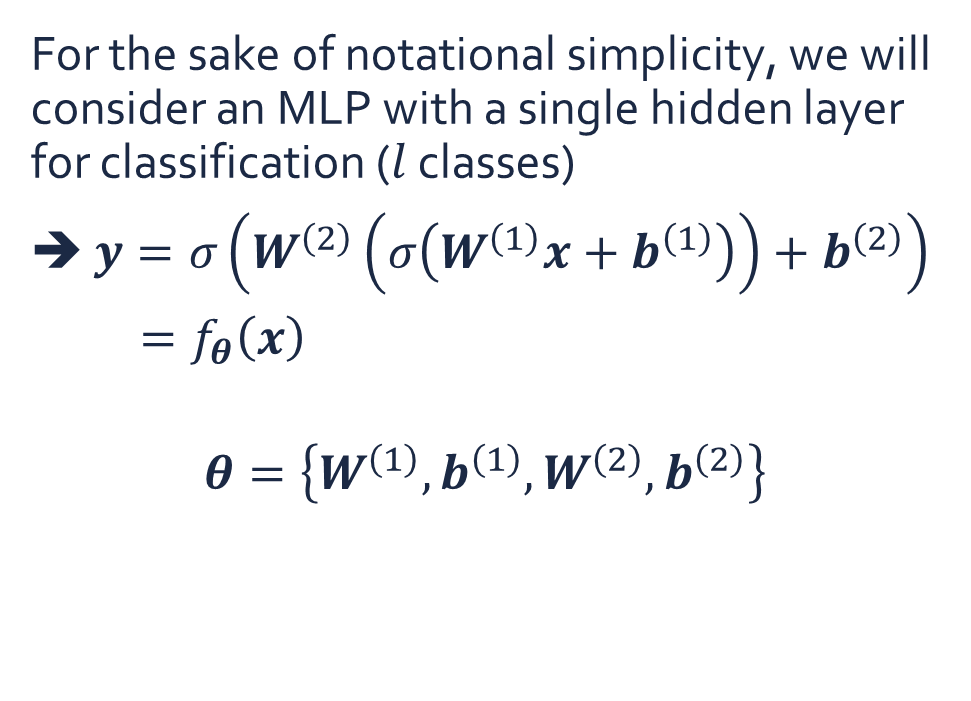 For the sake of notational simplicity, we will
consider an MLP with a single hidden layer
for classification (𝑙 classes)
➔ 𝒚 = 𝜎(𝑾⁽²⁾(𝜎(𝑾⁽¹⁾𝒙 + 𝒃⁽¹⁾)) + 𝒃⁽²⁾)
= 𝑓_𝜽(𝒙)
𝜽 = {𝑾⁽¹⁾, 𝒃⁽¹⁾, 𝑾⁽²⁾, 𝒃⁽²⁾}